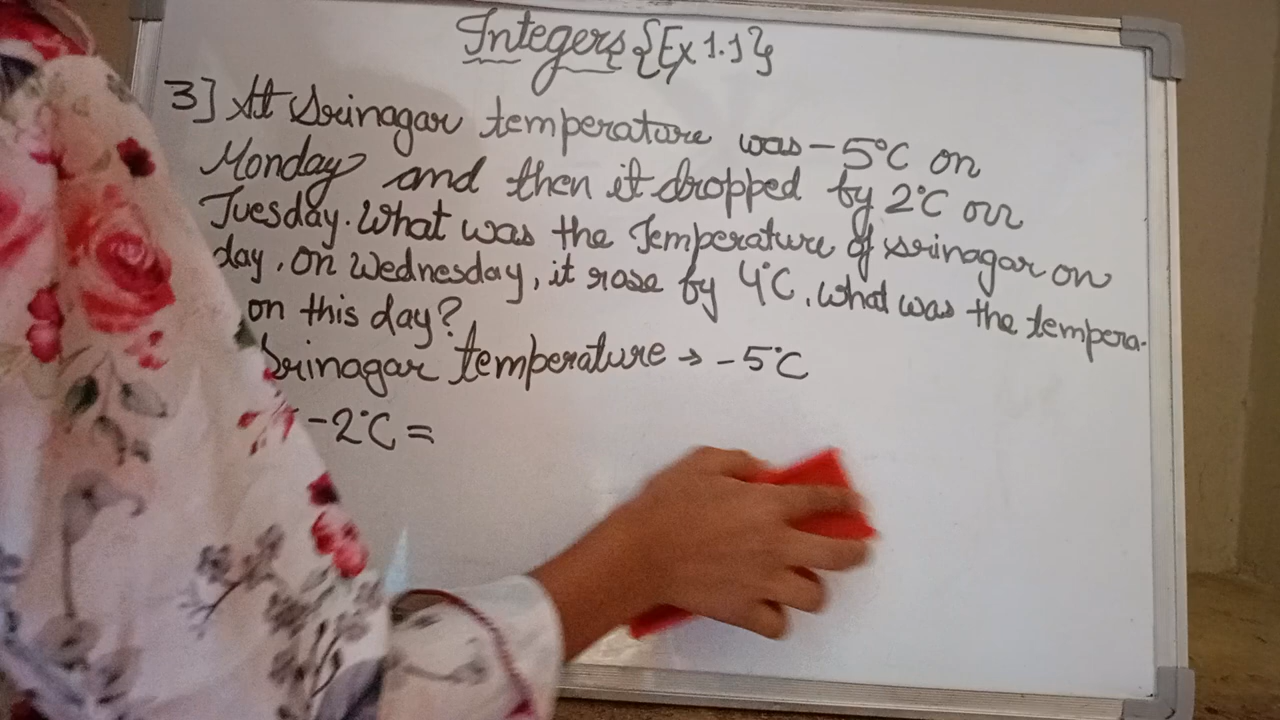 Integers {Ex 1.1}
3] At Srinagar temperature was -5°C on
Monday and then it dropped by 2°C on
Tuesday. What was the Temperature of srinagar on
day. On Wednesday, it rose by 4°C. What was the tempera-
on this day?
Srinagar temperature → -5°C
-2°C =